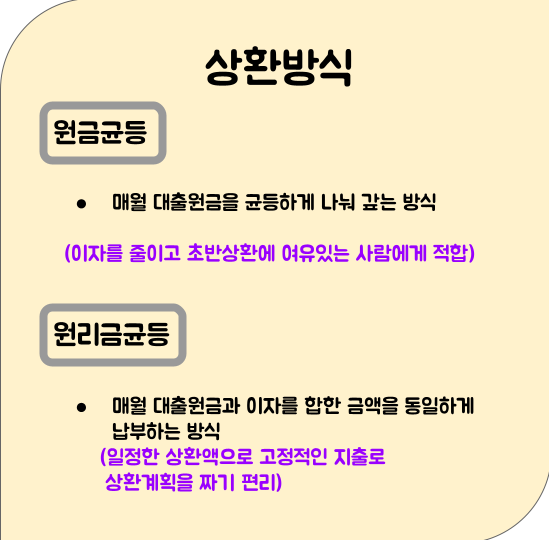 상환방식
원금균등
● 매월 대출원금을 균등하게 나눠 갚는 방식
(이자를 줄이고 초반상환에 여유있는 사람에게 적합)
원리금균등
● 매월 대출원금과 이자를 합한 금액을 동일하게
납부하는 방식
(일정한 상환액으로 고정적인 지출로
상환계획을 짜기 편리)